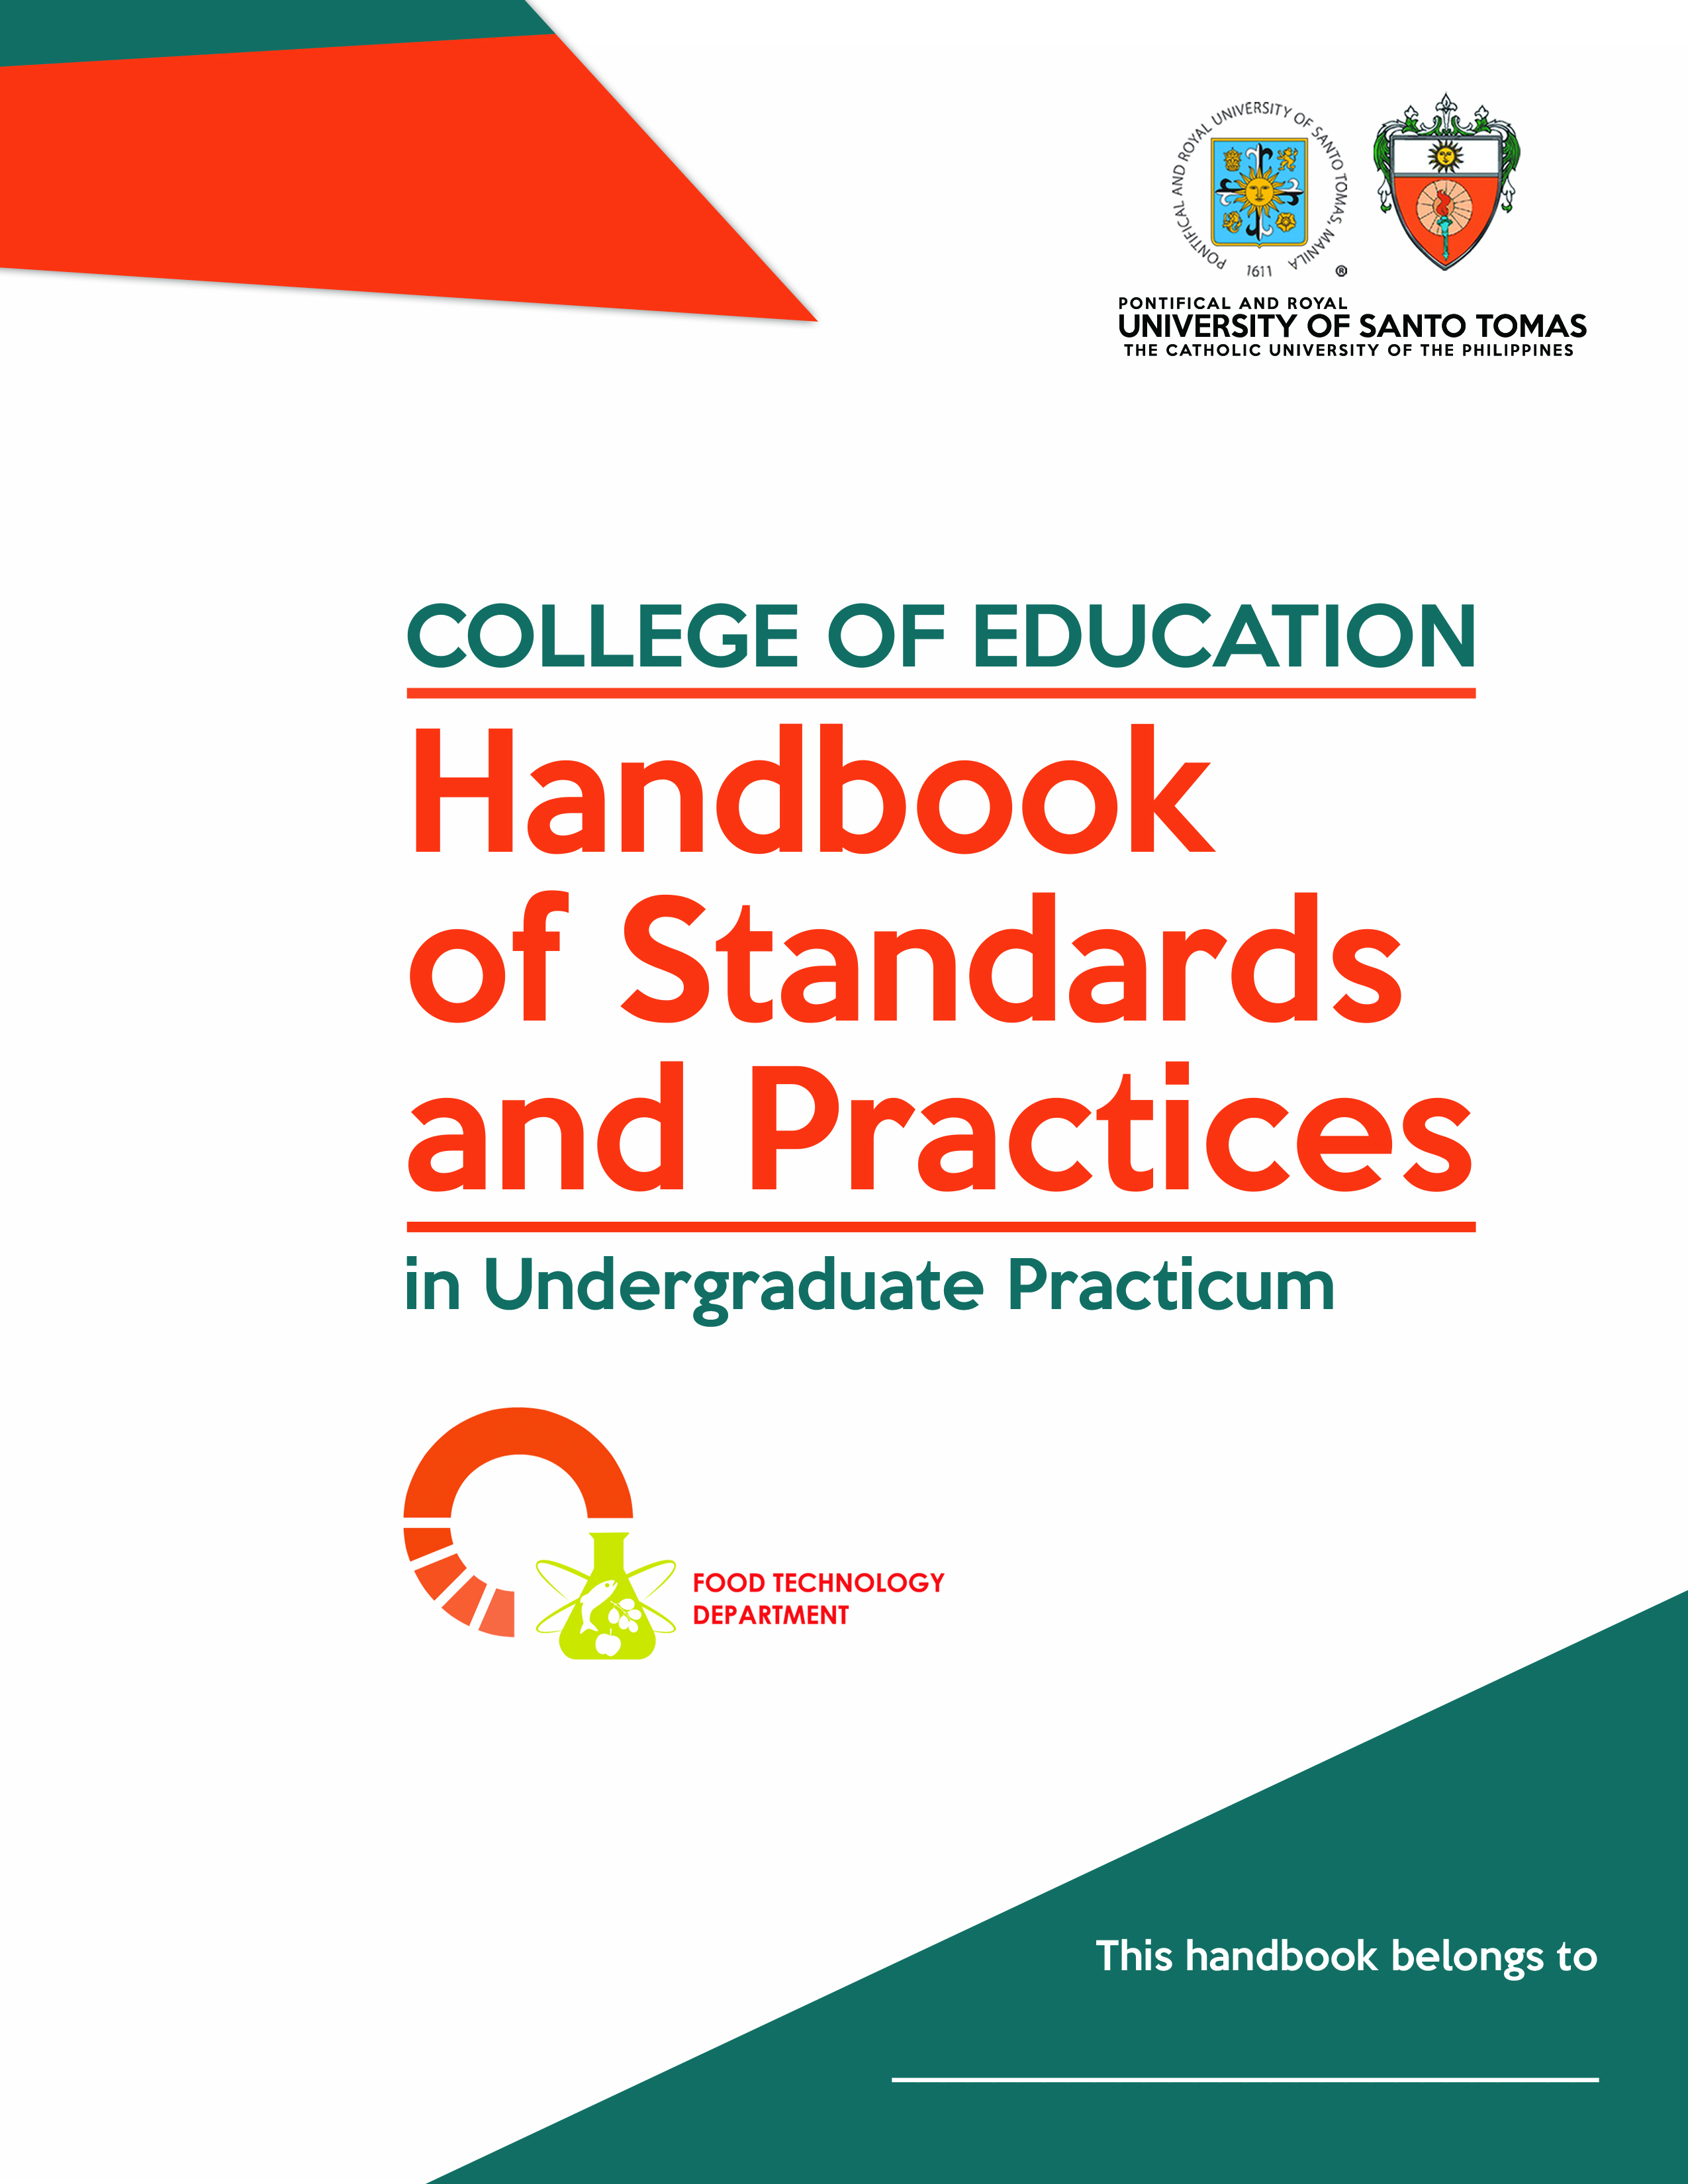 PONTIFICAL AND ROYAL UNIVERSITY OF SANTO TOMAS, MANILA
1611
®
PONTIFICAL AND ROYAL
UNIVERSITY OF SANTO TOMAS
THE CATHOLIC UNIVERSITY OF THE PHILIPPINES
COLLEGE OF EDUCATION
Handbook
of Standards
and Practices
in Undergraduate Practicum
FOOD TECHNOLOGY
DEPARTMENT
This handbook belongs to